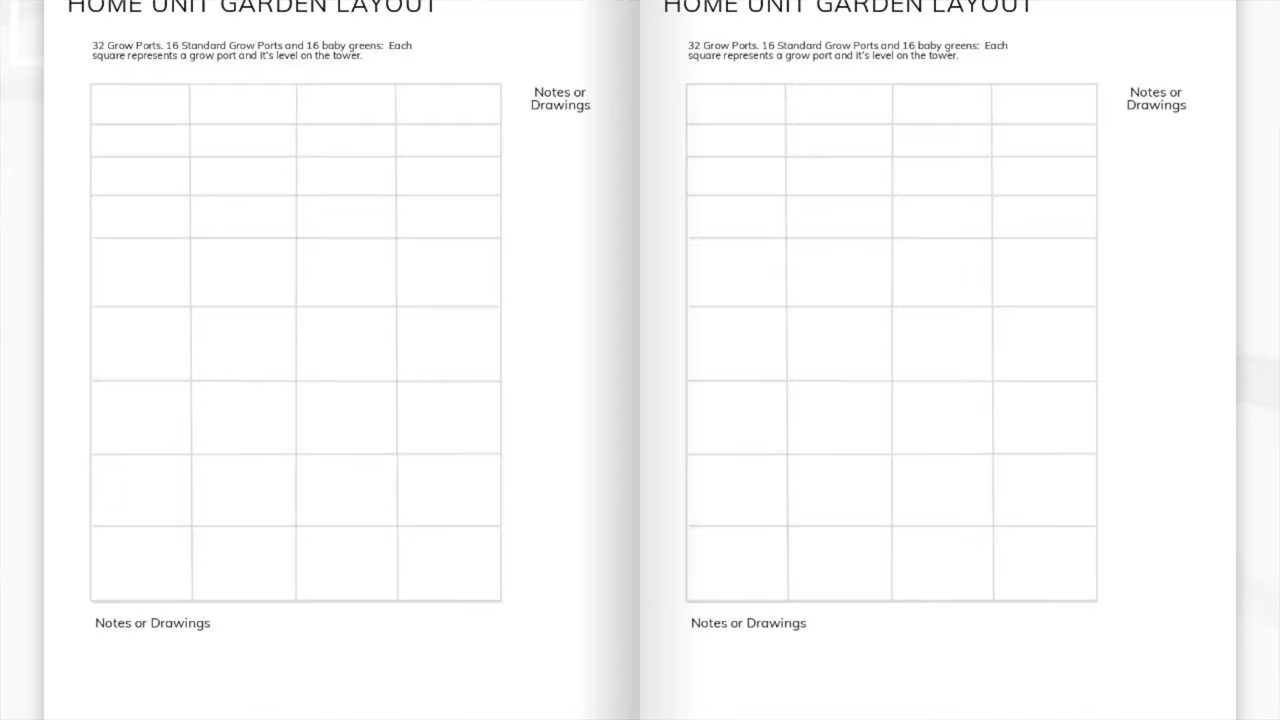 HOME UNIT GARDEN LAYOUT
32 Grow Ports. 16 Standard Grow Ports and 16 baby greens:  Each
square represents a grow port and it's level on the tower.
Notes or
Drawings
Notes or Drawings
HOME UNIT GARDEN LAYOUT
32 Grow Ports. 16 Standard Grow Ports and 16 baby greens:  Each
square represents a grow port and it's level on the tower.
Notes or
Drawings
Notes or Drawings